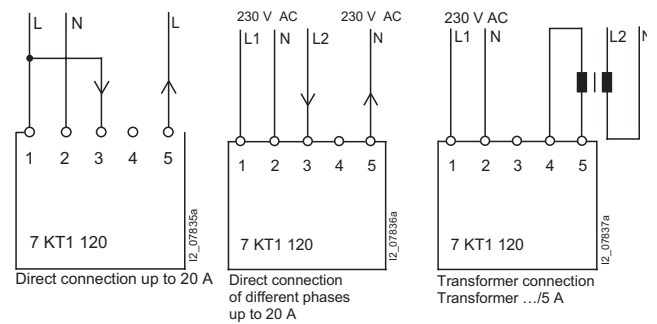 L N L
1 2 3 4 5
7 KT1 120
I2_07835a
Direct connection up to 20 A
230 V AC 230 V AC
L1 N L2 N
1 2 3 4 5
7 KT1 120
I2_07836a
Direct connection
of different phases
up to 20 A
230 V AC
L1 N L2 N
1 2 3 4 5
7 KT1 120
I2_07837a
Transformer connection
Transformer .../5 A